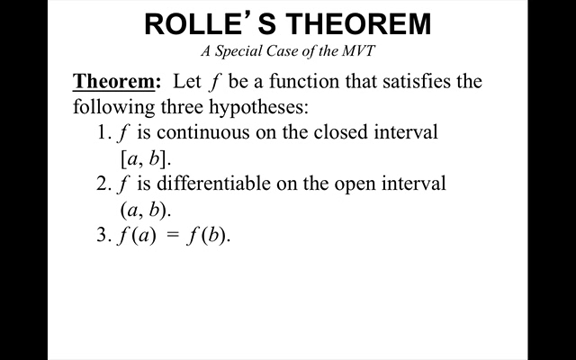 ROLLE’S THEOREM
A Special Case of the MVT
Theorem: Let f be a function that satisfies the
following three hypotheses:
1. f is continuous on the closed interval
[a, b].
2. f is differentiable on the open interval
(a, b).
3. f(a) = f(b).